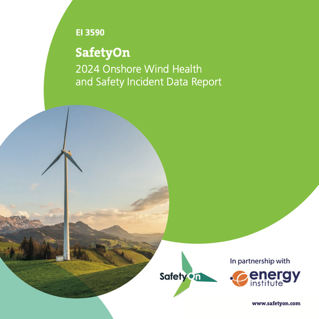 EI 3590
SafetyOn
2024 Onshore Wind Health
and Safety Incident Data Report
In partnership with
SafetyOn
energy
institute
www.safetyon.com